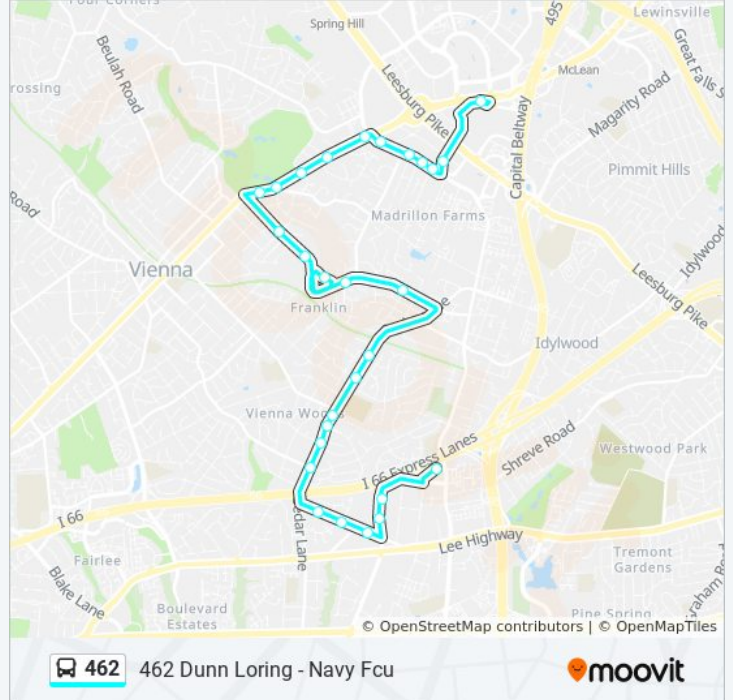 Four Corners
495
Lewinsville
Spring Hill
Great Falls S
Beulah Road
McLean
Leesburg Pike
rossing
Magarity Road
Capital Beltway
Pimmit Hills
Road
Madrillon Farms
Idylwood
Vienna
Leesburg Pike
Franklin
e
Idylwood
Vienna Woods
I 66 Express Lanes
Shreve Road
Westwood Park
I 66
edar Lane
Lee Highway
Fairlee
Tremont
Gardens
Blake Lane
Boulevard
Estates
raham Road
Pine Spring
© OpenStreetMap contributors | © OpenMapTiles
462 462 Dunn Loring - Navy Fcu
moovit